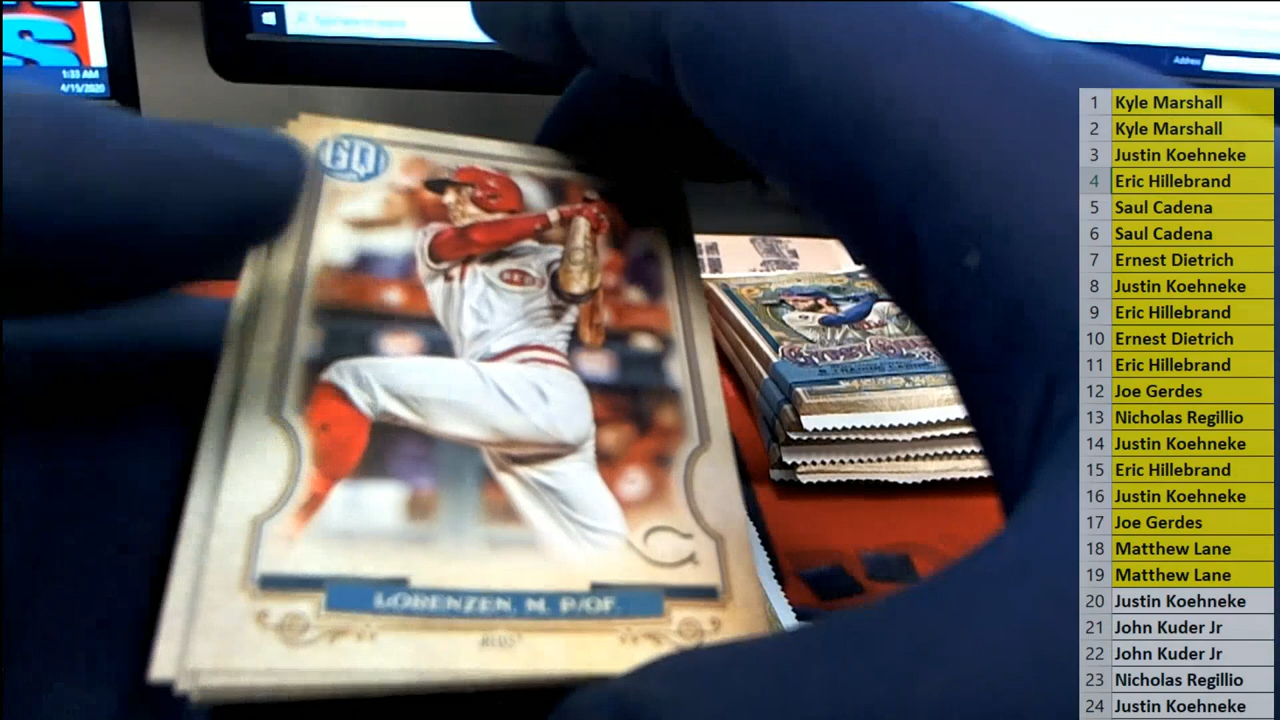 S
1:33 AM
4/15/2020
Address
GQ
LORENZEN, M. P/OF.
REDS
GYPSY QUEEN
1 Kyle Marshall
2 Kyle Marshall
3 Justin Koehneke
4 Eric Hillebrand
5 Saul Cadena
6 Saul Cadena
7 Ernest Dietrich
8 Justin Koehneke
9 Eric Hillebrand
10 Ernest Dietrich
11 Eric Hillebrand
12 Joe Gerdes
13 Nicholas Regillio
14 Justin Koehneke
15 Eric Hillebrand
16 Justin Koehneke
17 Joe Gerdes
18 Matthew Lane
19 Matthew Lane
20 Justin Koehneke
21 John Kuder Jr
22 John Kuder Jr
23 Nicholas Regillio
24 Justin Koehneke